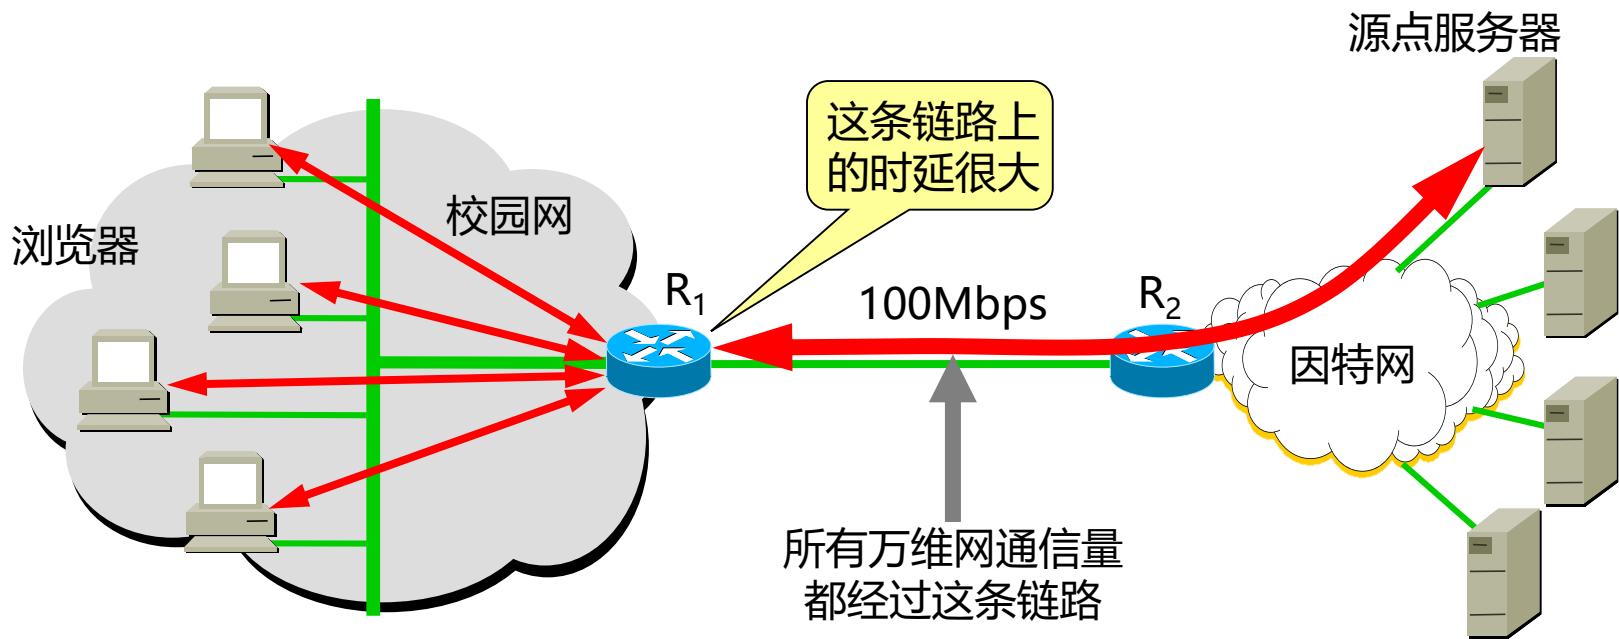 源点服务器
这条链路上
的时延很大
校园网
浏览器
R1
100Mbps
R2
因特网
所有万维网通信量
都经过这条链路